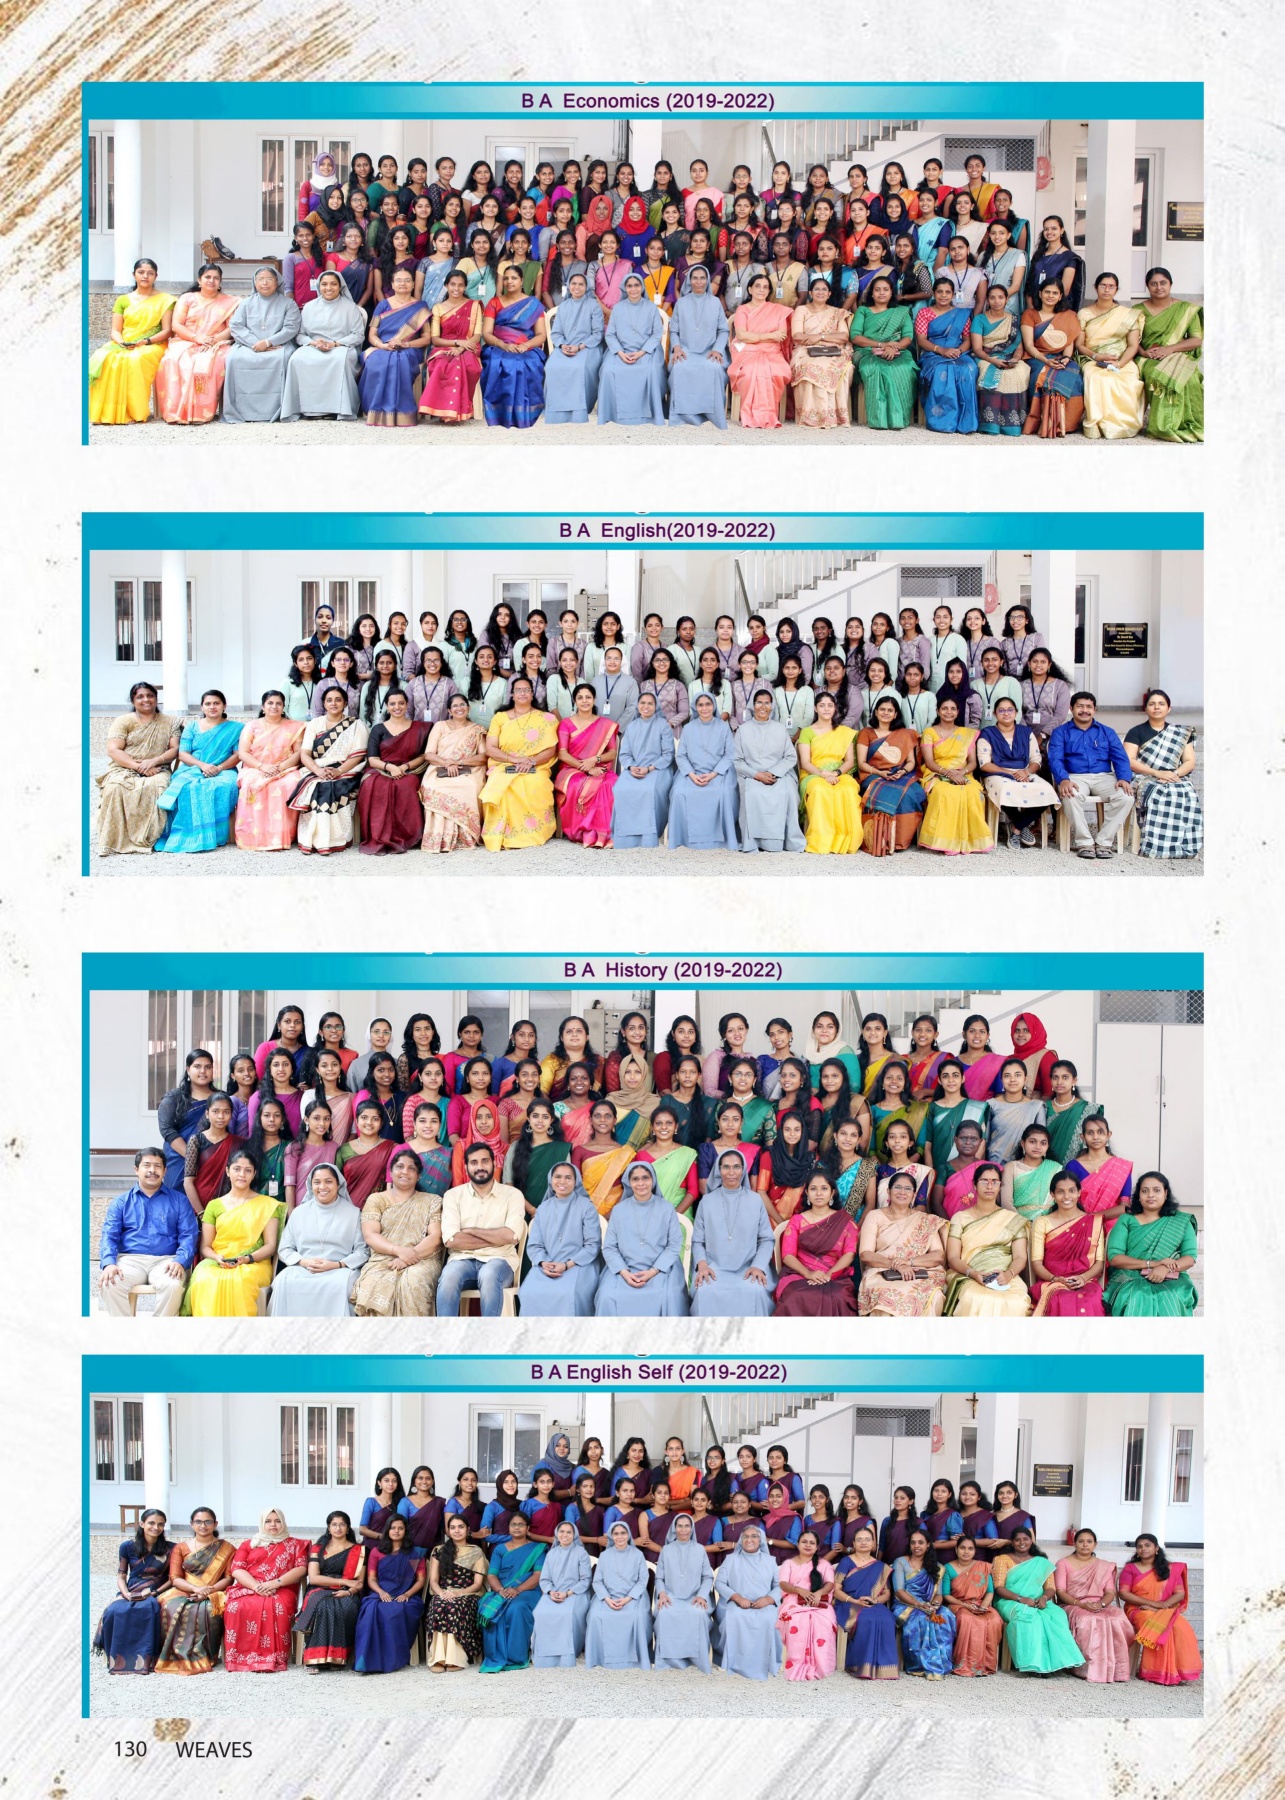 B A Economics (2019-2022)
B A English(2019-2022)
B A History (2019-2022)
B A English Self (2019-2022)
130 WEAVES